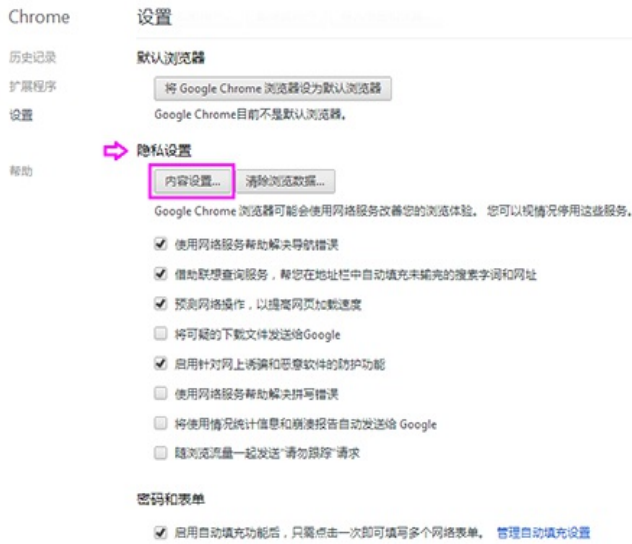 Chrome
设置
历史记录
扩展程序
设置
帮助
默认浏览器
将 Google Chrome 浏览器设为默认浏览器
Google Chrome目前不是默认浏览器。
隐私设置
内容设置... 清除浏览数据...
Google Chrome 浏览器可能会使用网络服务改善您的浏览体验。 您可以视情况停用这些服务。
使用网络服务帮助解决导航错误
借助联想查询服务，帮您在地址栏中自动填充未输完的搜索字词和网址
预测网络操作，以提高网页加载速度
将可疑的下载文件发送给Google
启用针对网上诱骗和恶意软件的防护功能
使用网络服务帮助解决拼写错误
将使用情况统计信息和崩溃报告自动发送给 Google
随浏览流量一起发送"请勿跟踪"请求
密码和表单
启用自动填充功能后，只需点击一次即可填写多个网络表单。 管理自动填充设置